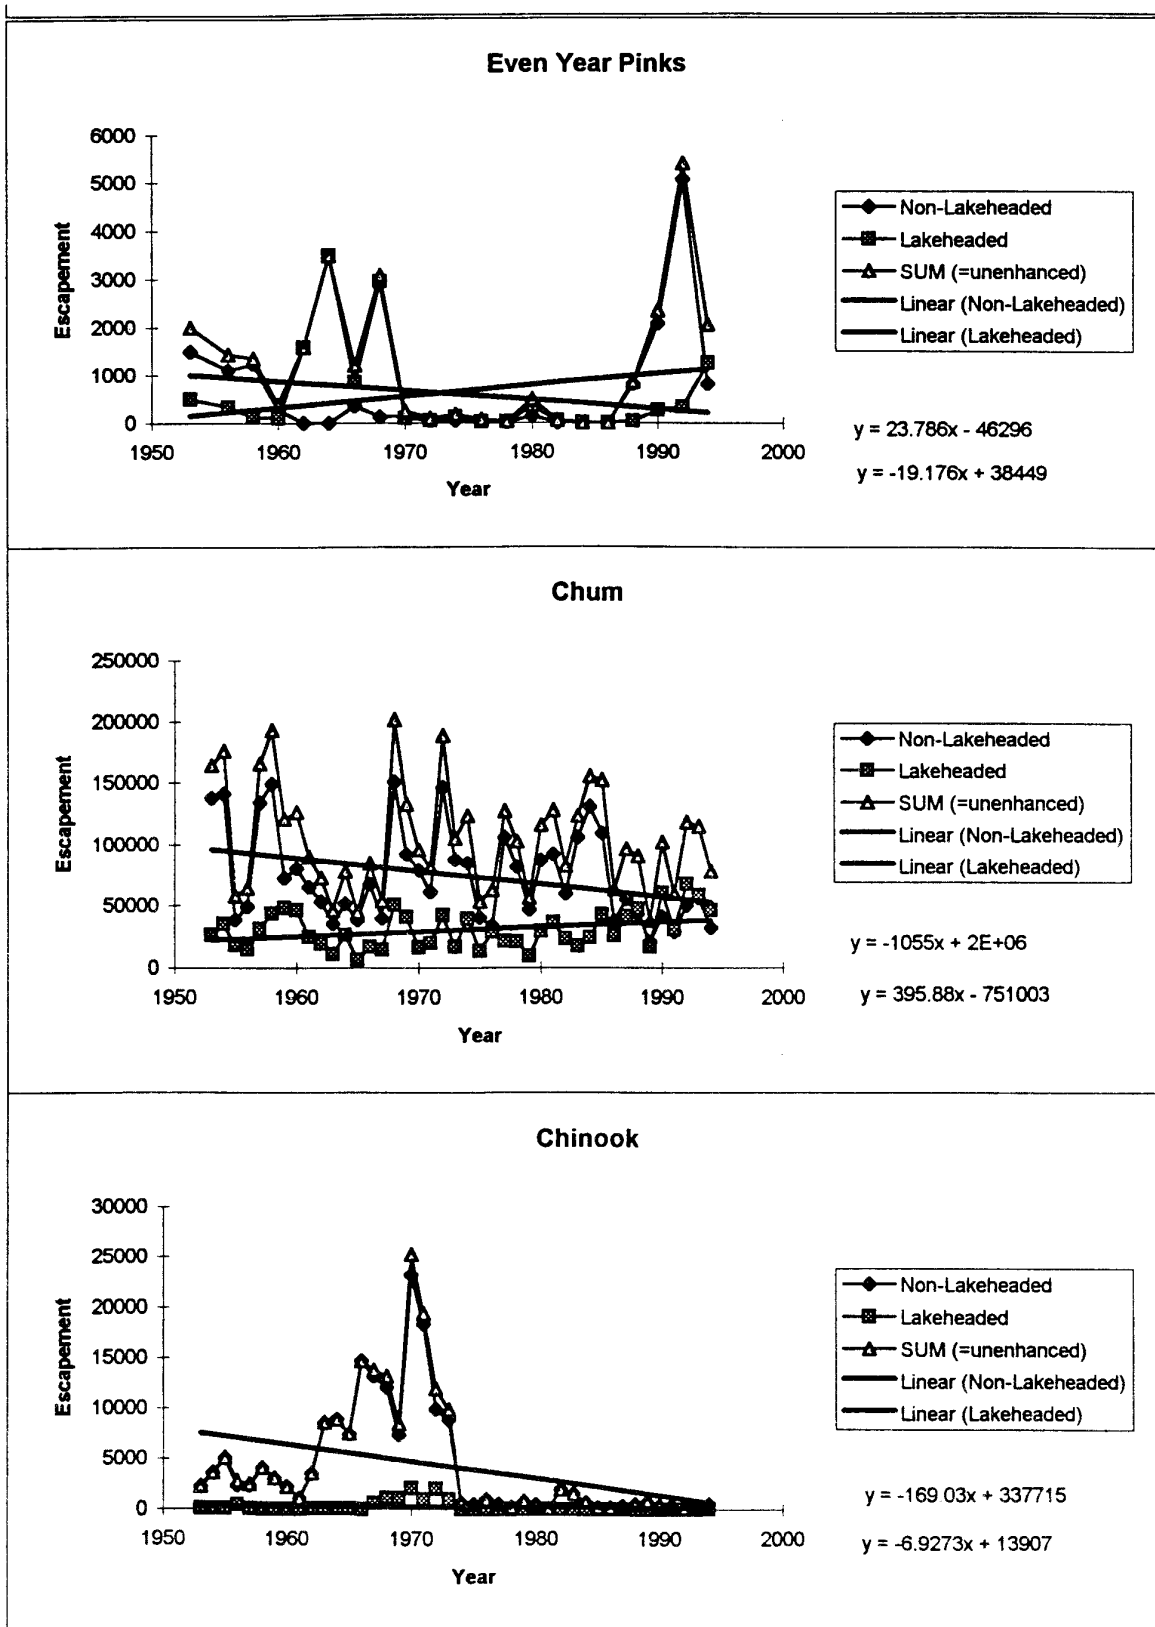 Even Year Pinks
6000
5000
4000
3000
2000
1000
0
1950
1960
1970
1980
1990
2000
Escapement
Year
Non-Lakeheaded
Lakeheaded
SUM (=unenhanced)
Linear (Non-Lakeheaded)
Linear (Lakeheaded)
y = 23.786x - 46296
y = -19.176x + 38449
Chum
250000
200000
150000
100000
50000
0
1950
1960
1970
1980
1990
2000
Escapement
Year
Non-Lakeheaded
Lakeheaded
SUM (=unenhanced)
Linear (Non-Lakeheaded)
Linear (Lakeheaded)
y = -1055x + 2E+06
y = 395.88x - 751003
Chinook
30000
25000
20000
15000
10000
5000
0
1950
1960
1970
1980
1990
2000
Escapement
Year
Non-Lakeheaded
Lakeheaded
SUM (=unenhanced)
Linear (Non-Lakeheaded)
Linear (Lakeheaded)
y = -169.03x + 337715
y = -6.9273x + 13907